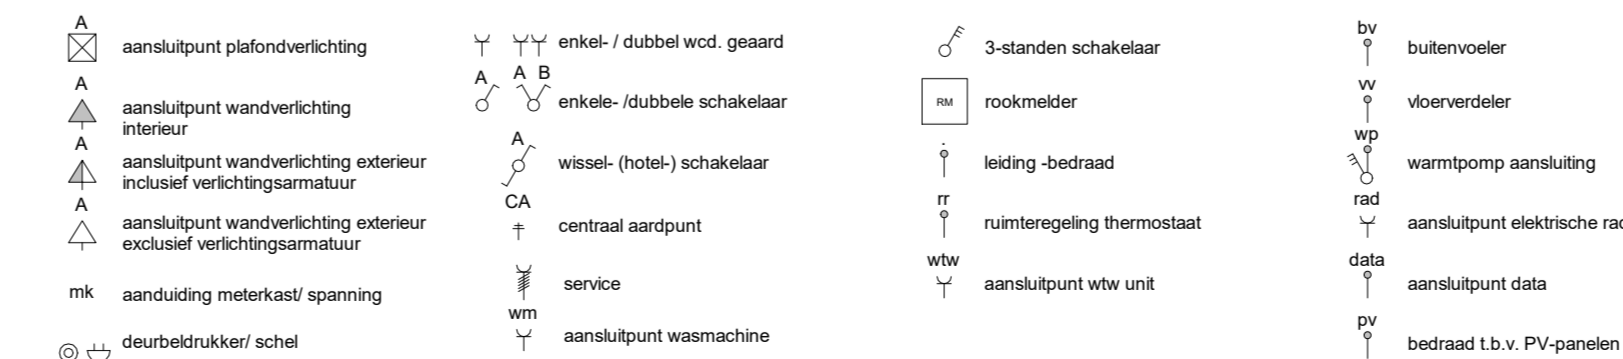 A
aansluitpunt plafondverlichting
A
aansluitpunt wandverlichting
interieur
A
aansluitpunt wandverlichting exterieur
inclusief verlichtingsarmatuur
A
aansluitpunt wandverlichting exterieur
exclusief verlichtingsarmatuur
mk aanduiding meterkast/ spanning
deurbeldrukker/ schel
enkel- / dubbel wcd. geaard
A A B
enkele- /dubbele schakelaar
A
wissel- (hotel-) schakelaar
CA
centraal aardpunt
service
wm
aansluitpunt wasmachine
3-standen schakelaar
RM rookmelder
leiding -bedraad
rr
ruimteregeling thermostaat
wtw
aansluitpunt wtw unit
bv
buitenvoeler
vv
vloerverdeler
wp
warmtpomp aansluiting
rad
aansluitpunt elektrische
data
aansluitpunt data
pv
bedraad t.b.v. PV-panelen